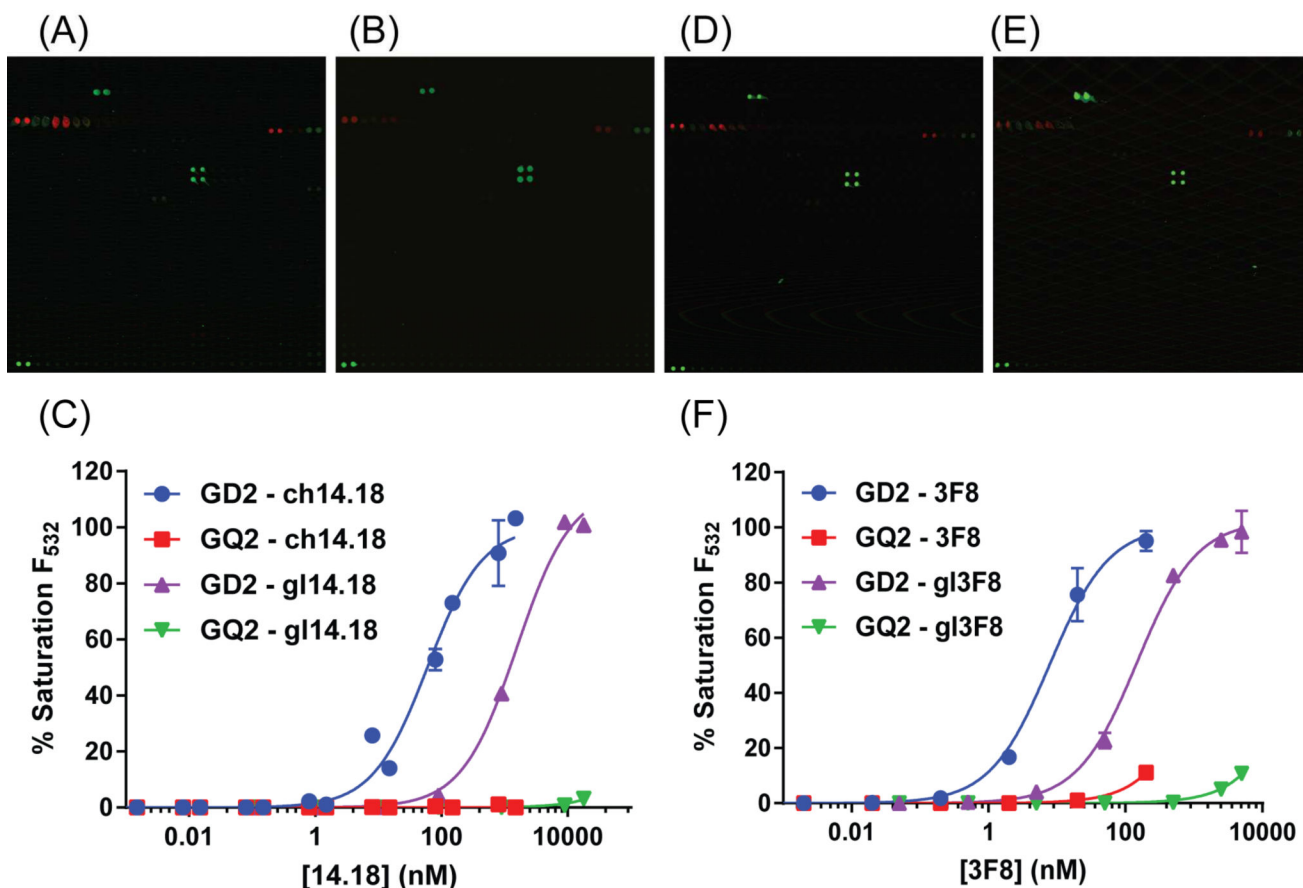 (A)
(B)
(D)
(E)
(C)
% Saturation F532
120
100
80
60
40
20
0
GD2 - ch14.18
GQ2 - ch14.18
GD2 - gl14.18
GQ2 - gl14.18
0.01
1
100
10000
[14.18] (nM)
(F)
% Saturation F532
120
100
80
60
40
20
0
GD2 - 3F8
GQ2 - 3F8
GD2 - gl3F8
GQ2 - gl3F8
0.01
1
100
10000
[3F8] (nM)